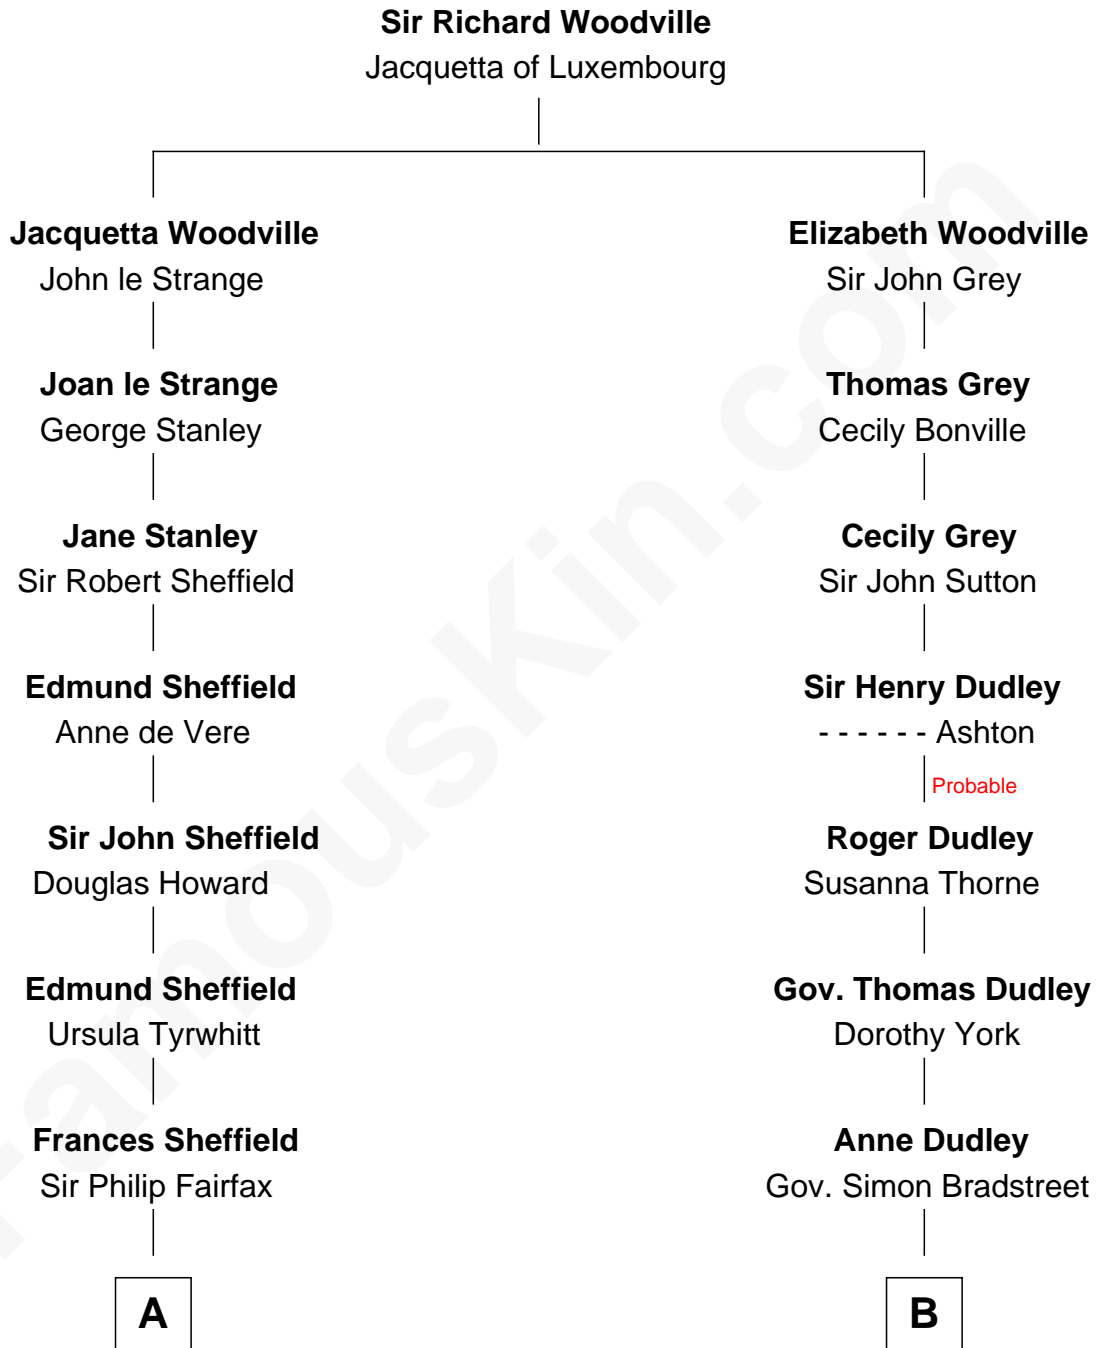 Sir Richard Woodville
Jacquetta of Luxembourg
Jacquetta Woodville
John le Strange
Elizabeth Woodville
Sir John Grey
Joan le Strange
George Stanley
Thomas Grey
Cecily Bonville
Jane Stanley
Sir Robert Sheffield
Cecily Grey
Sir John Sutton
Edmund Sheffield
Anne de Vere
Sir Henry Dudley
- - - - - - Ashton
Probable
Sir John Sheffield
Douglas Howard
Roger Dudley
Susanna Thorne
Edmund Sheffield
Ursula Tyrwhitt
Gov. Thomas Dudley
Dorothy York
Frances Sheffield
Sir Philip Fairfax
Anne Dudley
Gov. Simon Bradstreet
A
B
FamousKin.com